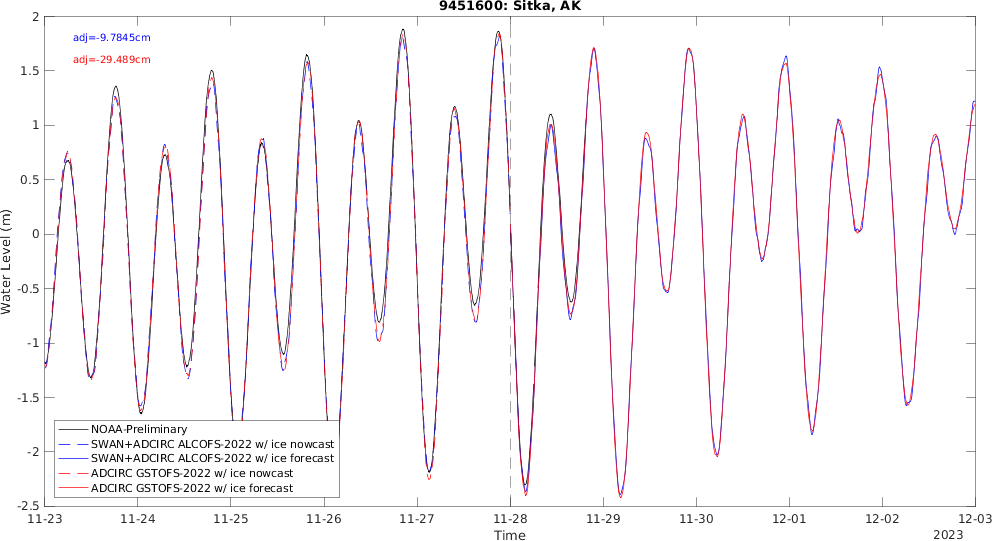 9451600: Sitka, AK
adj=-9.7845cm
adj=-29.489cm
Water Level (m)
2
1.5
1
0.5
0
-0.5
-1
-1.5
-2
-2.5
NOAA-Preliminary
SWAN+ADCIRC ALCOFS-2022 w/ ice nowcast
SWAN+ADCIRC ALCOFS-2022 w/ ice forecast
ADCIRC GSTOFS-2022 w/ ice nowcast
ADCIRC GSTOFS-2022 w/ ice forecast
11-23 11-24 11-25 11-26 11-27 11-28 11-29 11-30 12-01 12-02 12-03
Time
2023